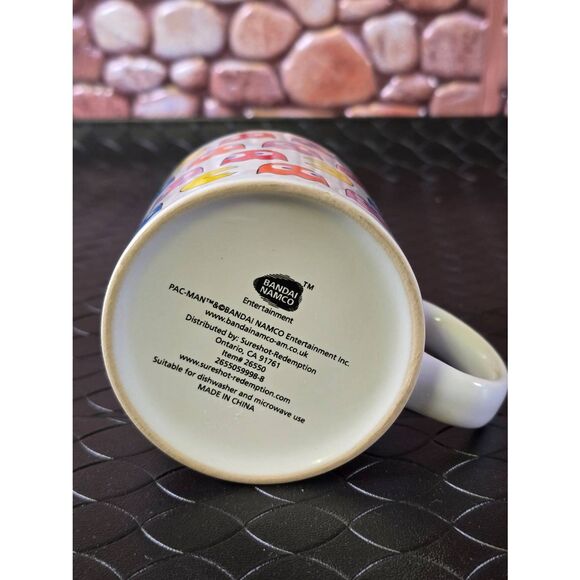 BANDAI
NAMCO
TM
Entertainment
PAC-MAN™&©BANDAI NAMCO Entertainment Inc.
www.bandainamco-am.co.uk
Distributed by: Sureshot-Redemption
Ontario, CA 91761
Item# 26550
2655059998-8
www.sureshot-redemption.com
Suitable for dishwasher and microwave use
MADE IN CHINA